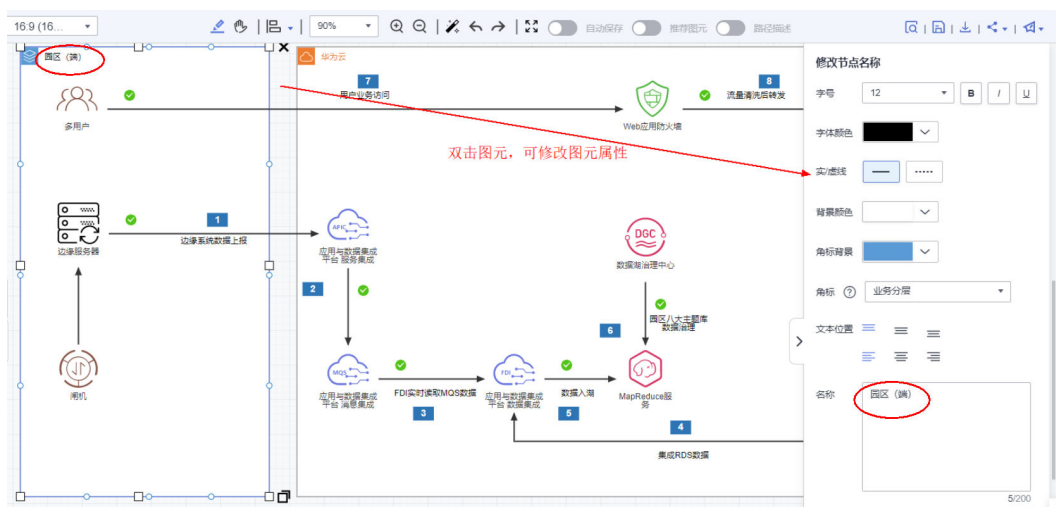 16:9 (16...
90%
自动保存
推荐图元
路径描述
园区（端）
华为云
修改节点名称
7
用户业务访问
8
流量清洗后转发
多用户
Web应用防火墙
字号
12
B
I
U
字体颜色
双击图元，可修改图元属性
实/虚线
1
边缘系统数据上报
边缘服务器
APIC
应用与数据集成
平台 服务集成
DGC
数据湖治理中心
背景颜色
角标背景
角标
?
业务分层
2
园区八大主题库
数据治理
6
文本位置
闸机
MQS
应用与数据集成
平台 消息集成
FDI实时读取MQS数据
3
FDI
应用与数据集成
平台 数据集成
数据入湖
5
MapReduce服
务
4
集成RDS数据
名称
园区（端）
5/200